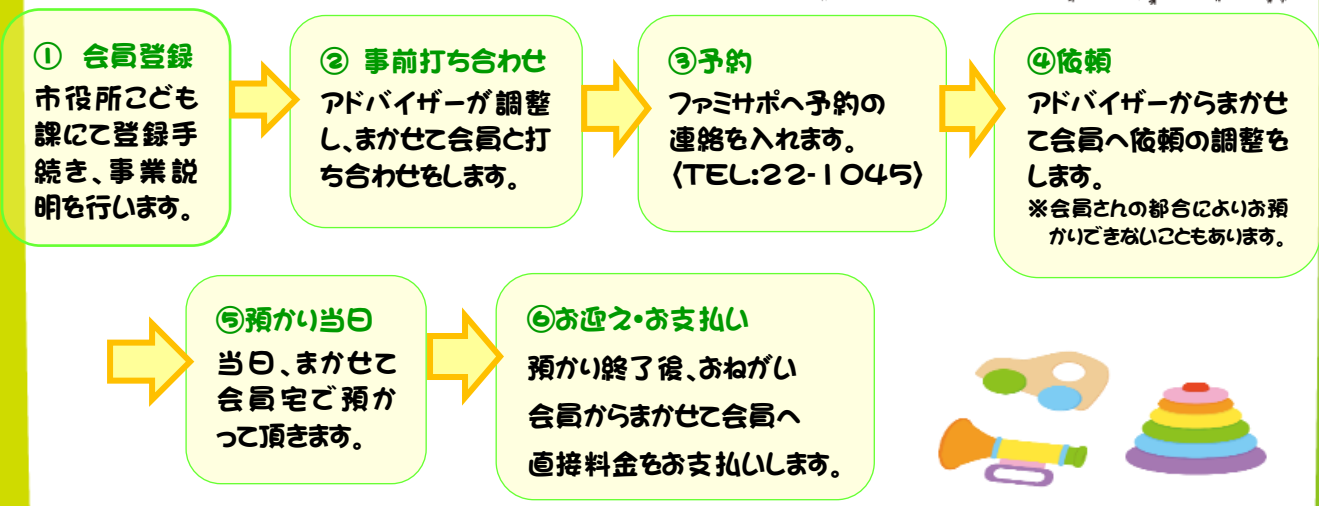 ① 会員登録
市役所こども
課にて登録手
続き、事業説
明を行います。
② 事前打ち合わせ
アドバイザーが調整
し、まかせて会員と打
ち合わせをします。
③予約
ファミサポへ予約の
連絡を入れます。
〈TEL:22-1045〉
④依頼
アドバイザーからまかせ
て会員へ依頼の調整を
します。
※会員さんの都合によりお預
かりできないこともあります。
⑤預かり当日
当日、まかせて
会員宅で預か
って頂きます。
⑥お迎え・お支払い
預かり終了後、おねがい
会員からまかせて会員へ
直接料金をお支払いします。